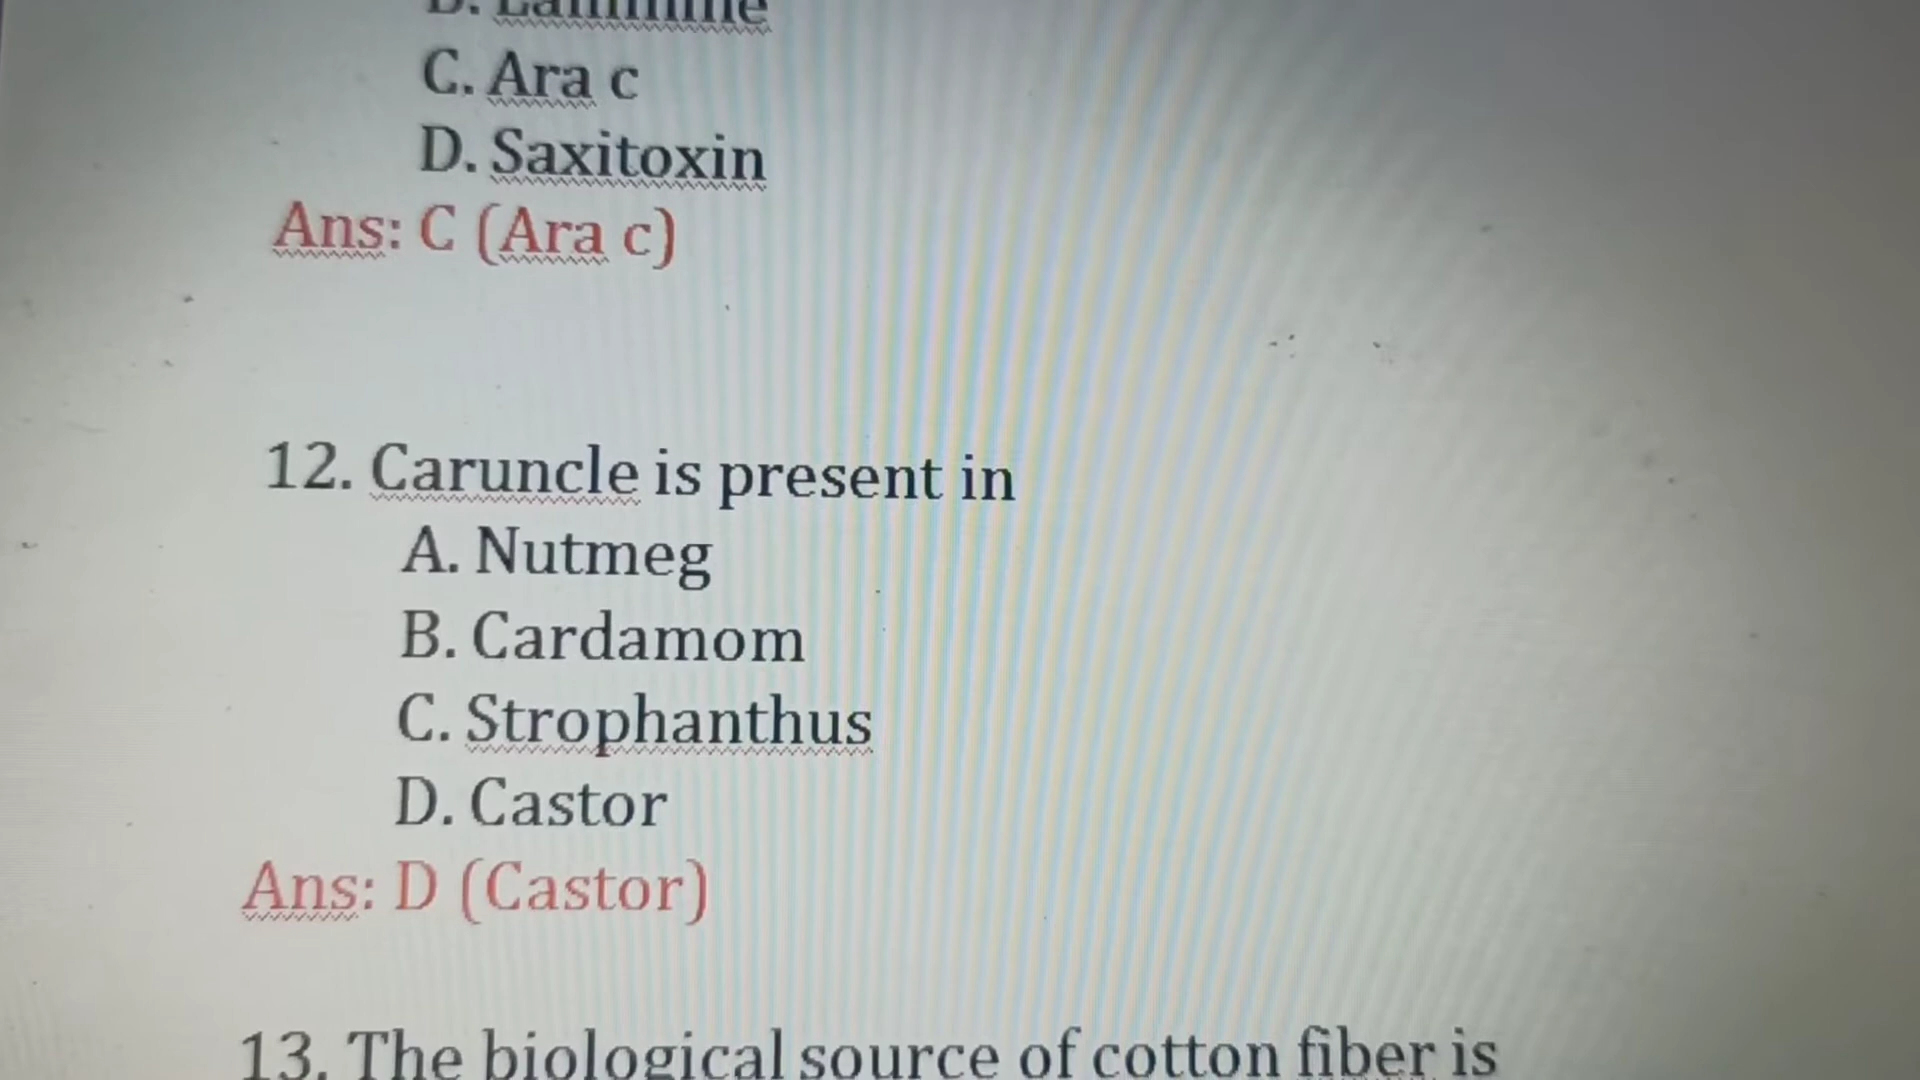 C. Ara c
D. Saxitoxin
Ans: C (Ara c)
12. Caruncle is present in
A. Nutmeg
B. Cardamom
C. Strophanthus
D. Castor
Ans: D (Castor)
13. The biological source of cotton fiber is